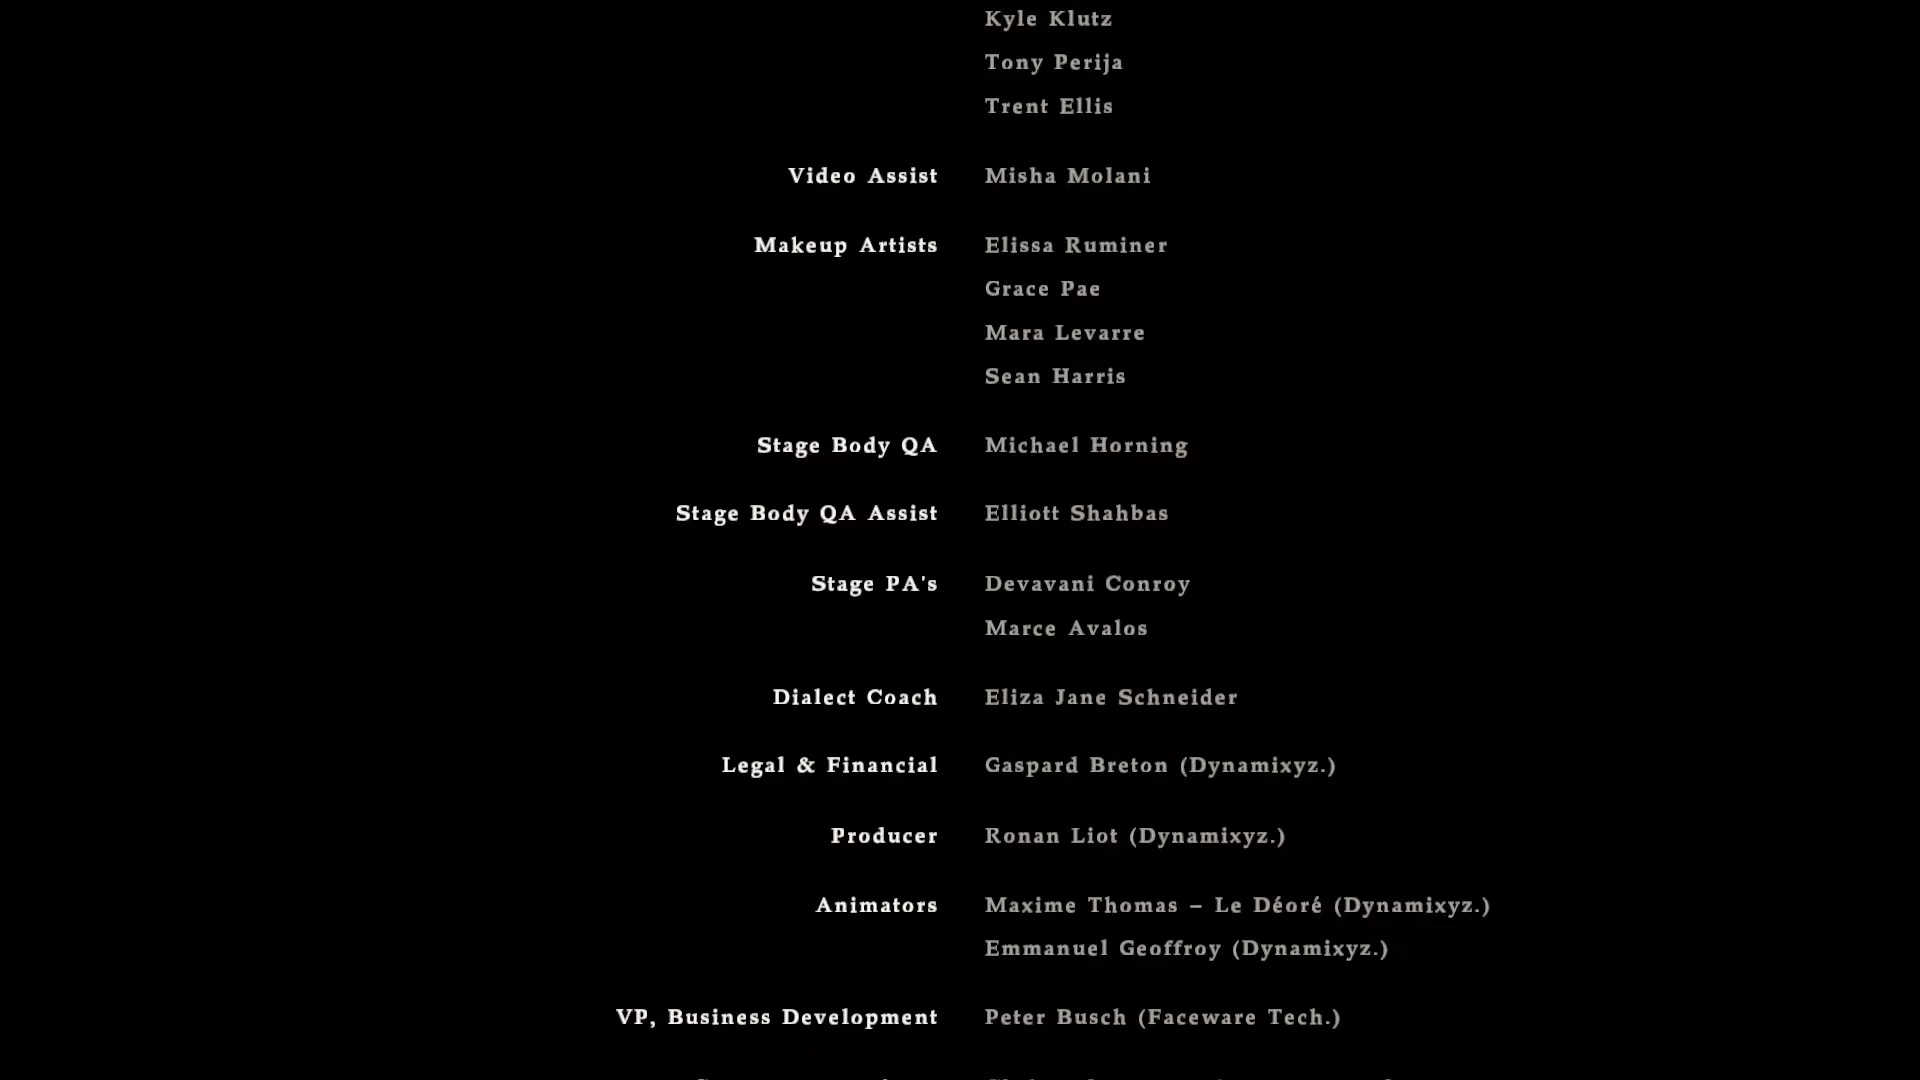 Kyle Klutz
Tony Perija
Trent Ellis
Video Assist Misha Molani
Makeup Artists Elissa Ruminer
Grace Pae
Mara Levarre
Sean Harris
Stage Body QA Michael Horning
Stage Body QA Assist Elliott Shahbas
Stage PA's Devavani Conroy
Marce Avalos
Dialect Coach Eliza Jane Schneider
Legal & Financial Gaspard Breton (Dynamixyz.)
Producer Ronan Liot (Dynamixyz.)
Animators Maxime Thomas – Le Déoré (Dynamixyz.)
Emmanuel Geoffroy (Dynamixyz.)
VP, Business Development Peter Busch (Faceware Tech.)